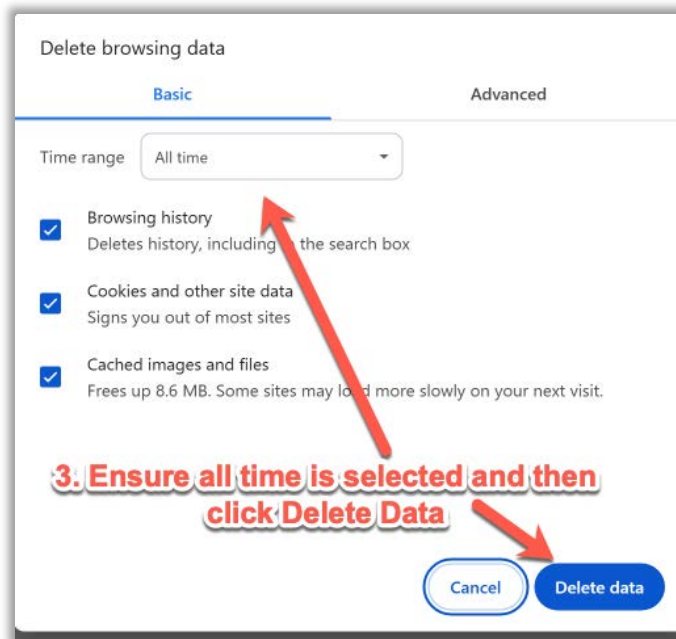 Delete browsing data
Basic
Advanced
Time range
All time
Browsing history
Deletes history, including in the search box
Cookies and other site data
Signs you out of most sites
Cached images and files
Frees up 8.6 MB. Some sites may load more slowly on your next visit.
3. Ensure all time is selected and then
click Delete Data
Cancel
Delete data